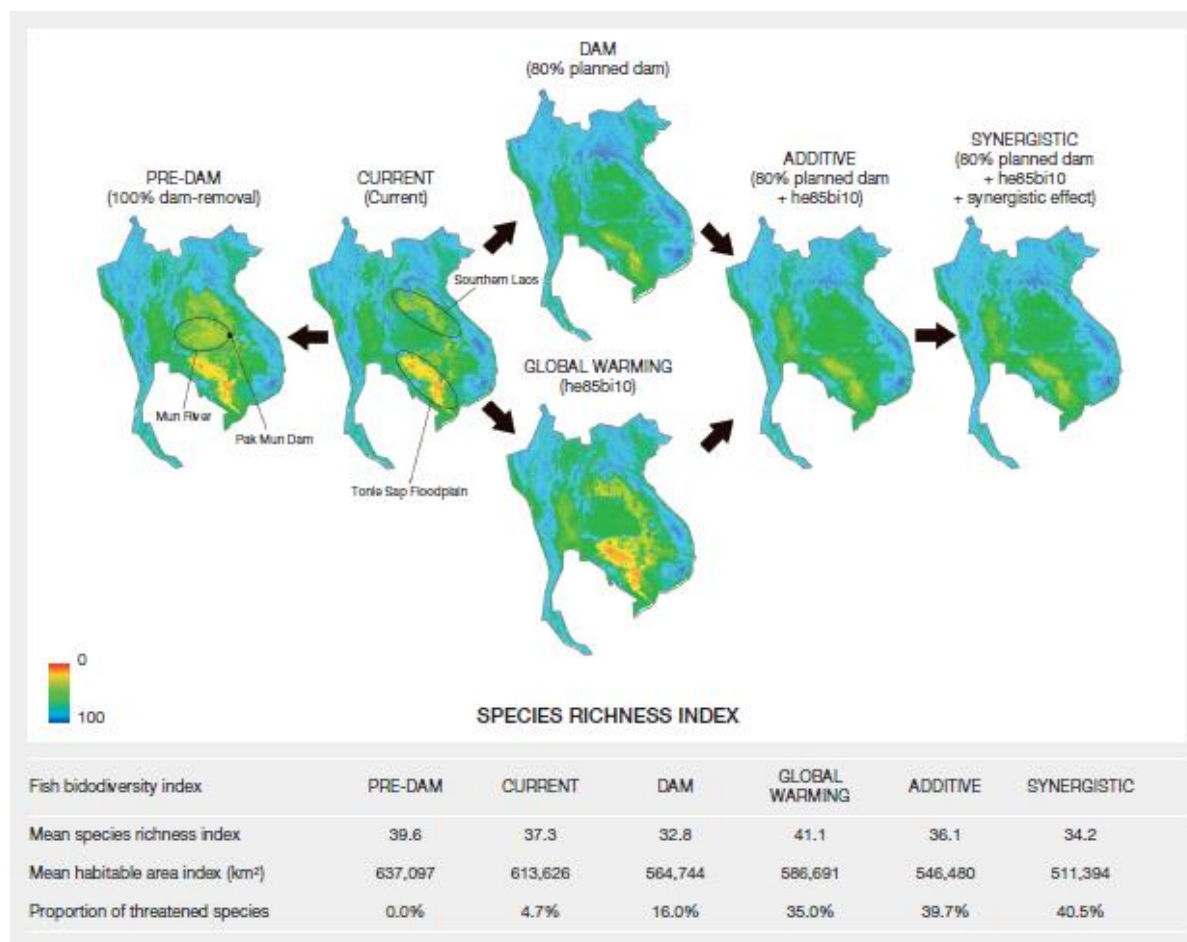 DAM
(80% planned dam)
SYNERGISTIC
(80% planned dam
+ he85bi10
+ synergistic effect)
ADDITIVE
(80% planned dam
+ he85bi10)
PRE-DAM
(100% dam-removal)
CURRENT
(Current)
Sourthern Laos
GLOBAL WARMING
(he85bi10)
Mun River
Pak Mun Dam
Tonle Sap Floodplain
0
100
SPECIES RICHNESS INDEX
Fish bidodiversity index PRE-DAM CURRENT DAM GLOBAL WARMING ADDITIVE SYNERGISTIC
Mean species richness index 39.6 37.3 32.8 41.1 36.1 34.2
Mean habitable area index (km²) 637,097 613,626 564,744 586,691 546,480 511,394
Proportion of threatened species 0.0% 4.7% 16.0% 35.0% 39.7% 40.5%